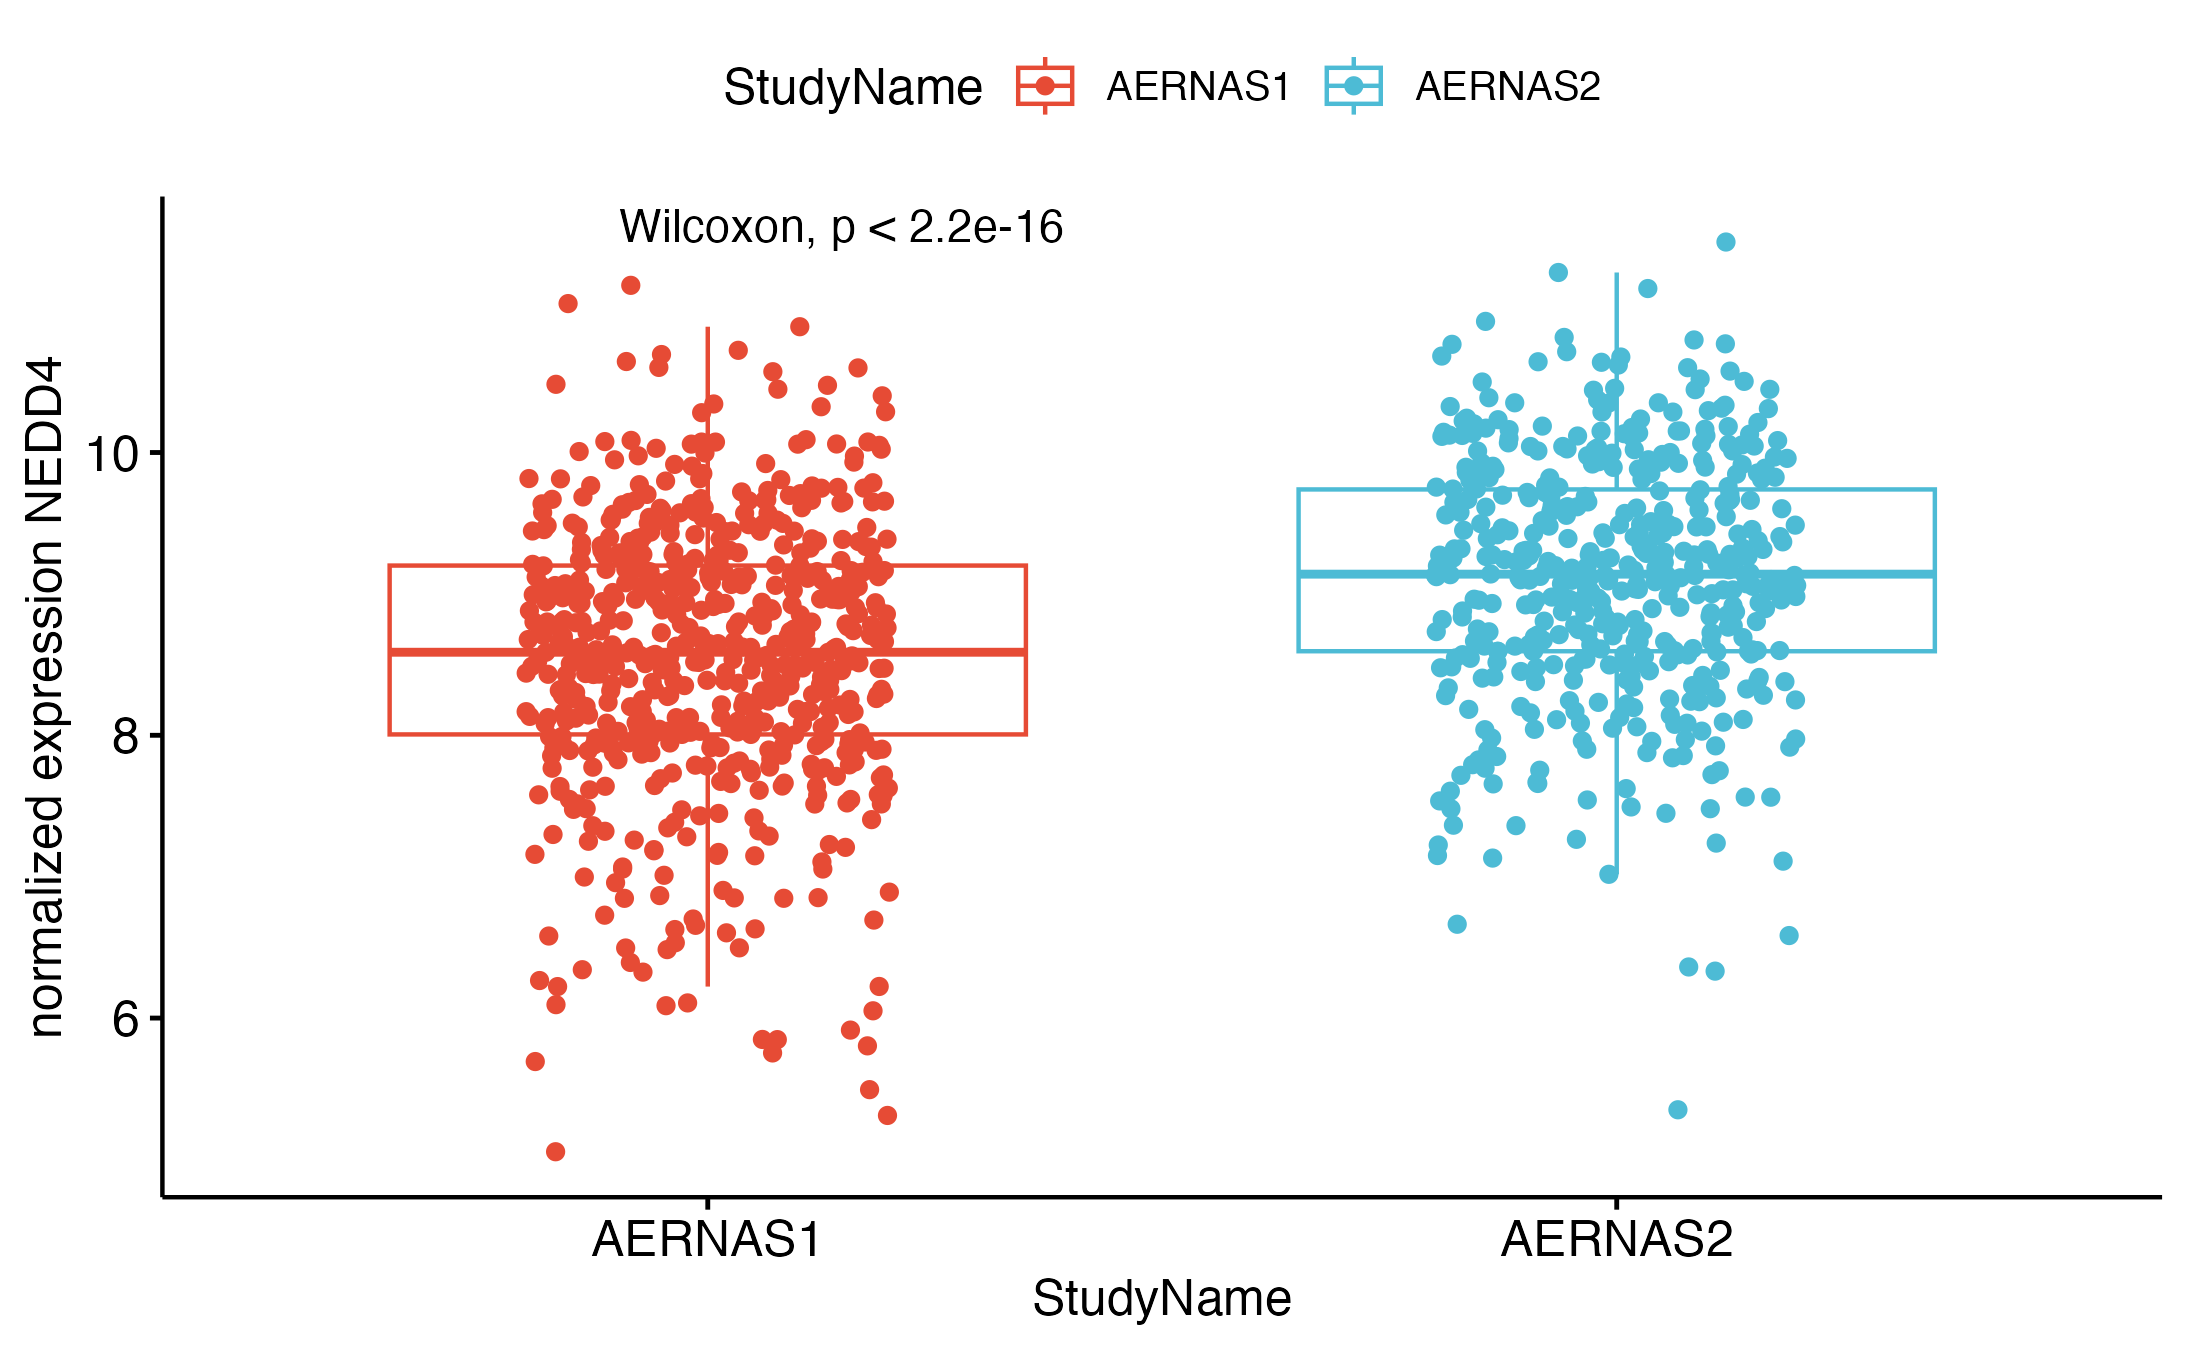 StudyName AERNAS1 AERNAS2
Wilcoxon, p < 2.2e-16
normalized expression NEDD4
10
8
6
AERNAS1 AERNAS2
StudyName